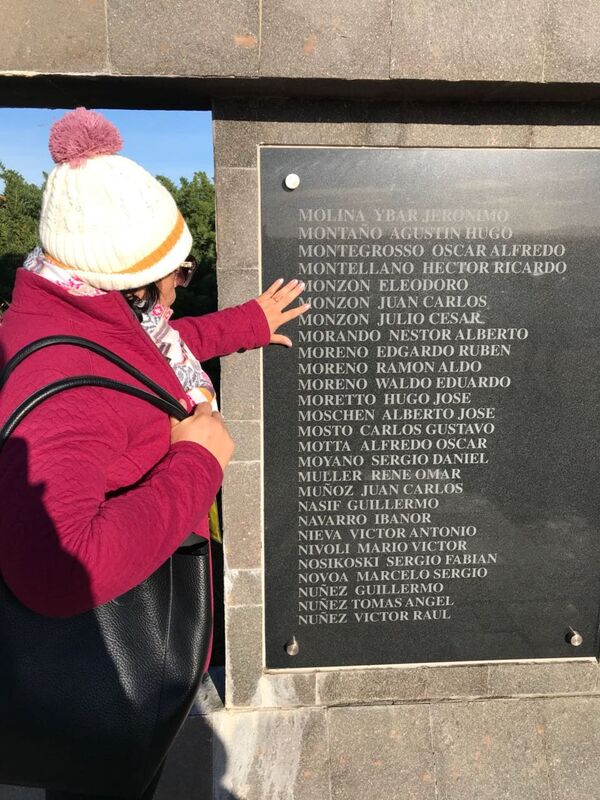 MOLINA YBAR JERONIMO
MONTAÑO AGUSTIN HUGO
MONTEGROSSO OSCAR ALFREDO
MONTELLANO HECTOR RICARDO
MONZON ELEODORO
MONZON JUAN CARLOS
MONZON JULIO CESAR
MORANDO NESTOR ALBERTO
MORENO EDGARDO RUBEN
MORENO RAMON ALDO
MORENO WALDO EDUARDO
MORETTO HUGO JOSE
MOSCHEN ALBERTO JOSE
MOSTO CARLOS GUSTAVO
MOTTA ALFREDO OSCAR
MOYANO SERGIO DANIEL
MULLER RENE OMAR
MUÑOZ JUAN CARLOS
NASIF GUILLERMO
NAVARRO IBANOR
NIEVA VICTOR ANTONIO
NIVOLI MARIO VICTOR
NOSIKOSKI SERGIO FABIAN
NOVOA MARCELO SERGIO
NUÑEZ GUILLERMO
NUÑEZ TOMAS ANGEL
NUÑEZ VICTOR RAUL